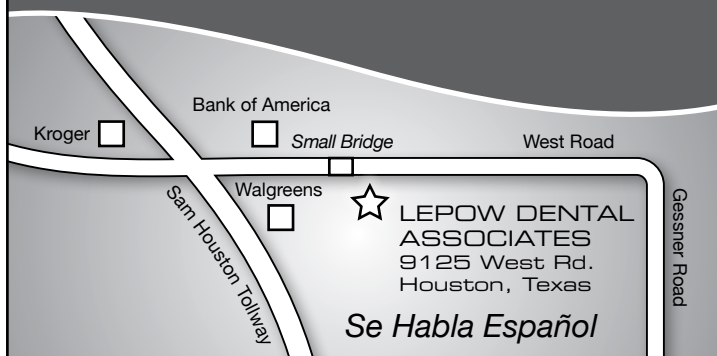 Bank of America
Kroger
Small Bridge
West Road
Walgreens
Sam Houston Tollway
Gessner Road
LEPOW DENTAL
ASSOCIATES
9125 West Rd.
Houston, Texas
Se Habla Español